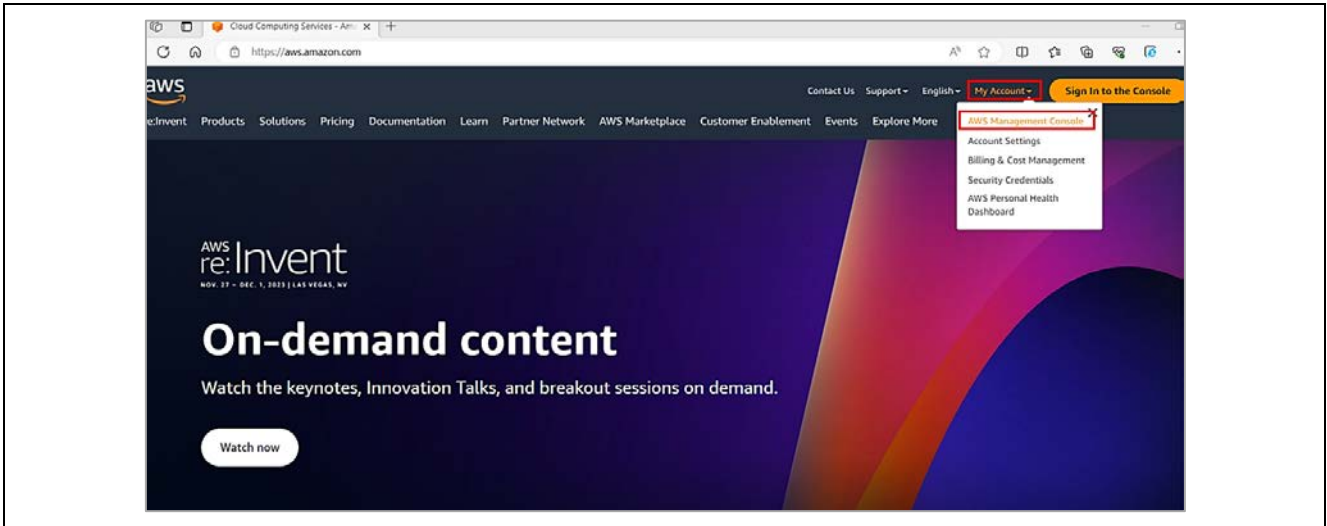 Cloud Computing Services - Am
https://aws.amazon.com
aws
Contact Us Support English My Account Sign In to the Console
re:Invent Products Solutions Pricing Documentation Learn Partner Network AWS Marketplace Customer Enablement Events Explore More
AWS Management Console
Account Settings
Billing & Cost Management
Security Credentials
AWS Personal Health
Dashboard
AWS
re:Invent
NOV. 27 – DEC. 1, 2023 | LAS VEGAS, NV
On-demand content
Watch the keynotes, Innovation Talks, and breakout sessions on demand.
Watch now